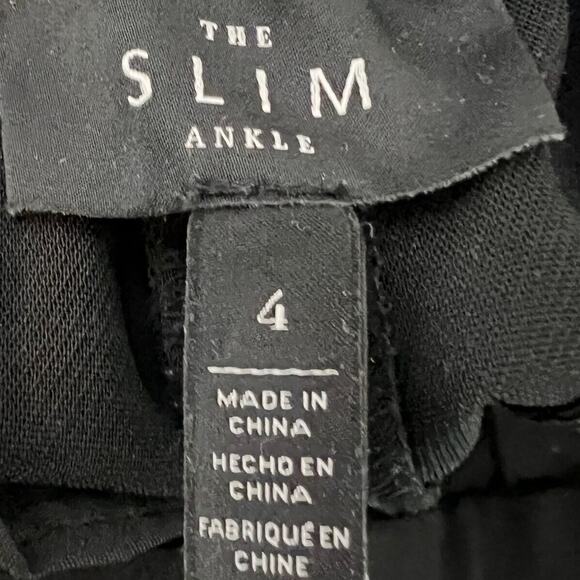 THE
SLIM
ANKLE
4
MADE IN
CHINA
HECHO EN
CHINA
FABRIQUÉ EN
CHINE